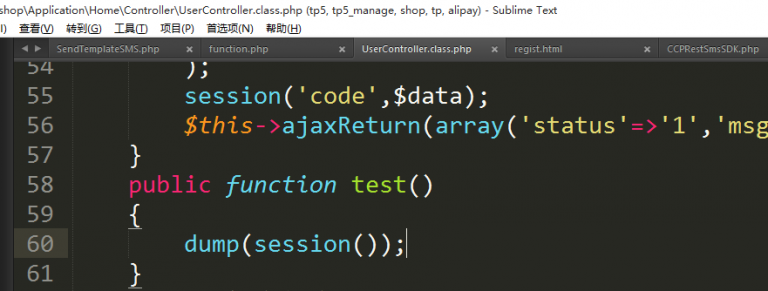 shop\Application\Home\Controller\UserController.class.php (tp5, tp5_manage, shop, tp, alipay) - Sublime Text
I) 查看(V) 转到(G) 工具(T) 项目(P) 首选项(N) 帮助(H)
SendTemplateSMS.php × function.php × UserController.class.php × regist.html × CCPRestSmsSDK.php
54 );
55 session('code',$data);
56 $this->ajaxReturn(array('status'=>'1','msg
57 }
58 public function test()
59 {
60 dump(session());
61 }